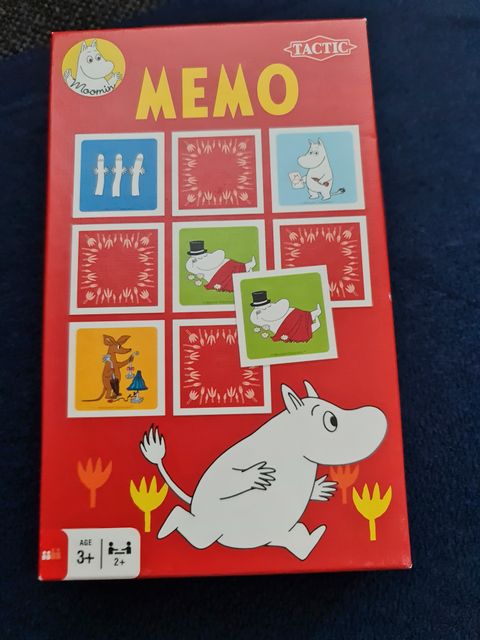 Moomin
TACTIC
MEMO
AGE
3+
2+